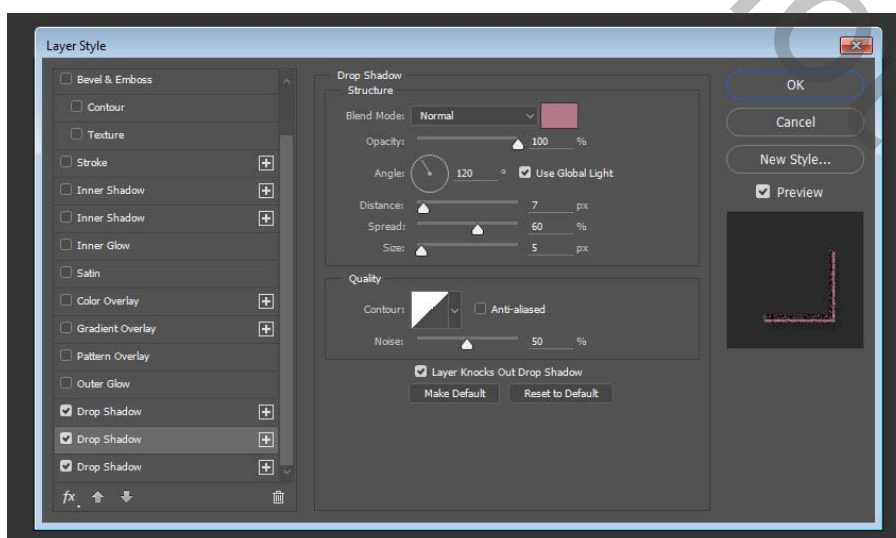 Layer Style
Bevel & Emboss
Contour
Texture
Stroke
Inner Shadow
Inner Shadow
Inner Glow
Satin
Color Overlay
Gradient Overlay
Pattern Overlay
Outer Glow
Drop Shadow
Drop Shadow
Drop Shadow
fx
Drop Shadow
Structure
Blend Mode: Normal
Opacity: 100 %
Angle: 120 ° Use Global Light
Distance: 7 px
Spread: 60 %
Size: 5 px
Quality
Contour: Anti-aliased
Noise: 50 %
Layer Knocks Out Drop Shadow
Make Default Reset to Default
OK
Cancel
New Style...
Preview